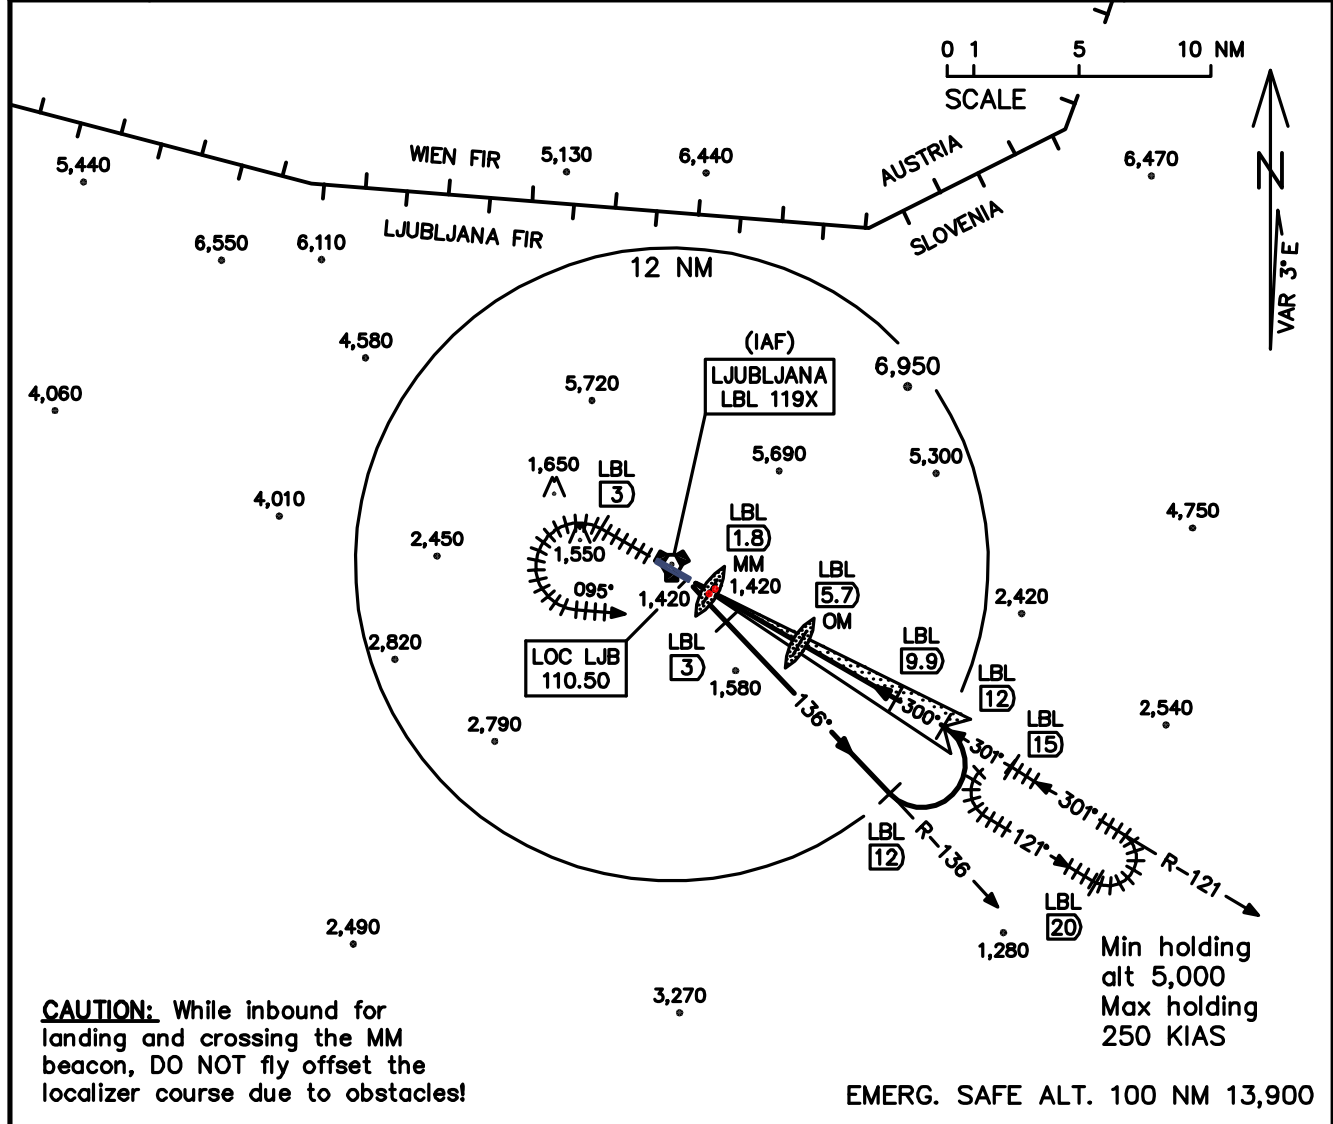 0 1 5 10 NM
SCALE
N
VAR 3° E
WIEN FIR
LJUBLJANA FIR
AUSTRIA
SLOVENIA
5,440
5,130
6,440
6,470
6,550
6,110
12 NM
4,580
(IAF)
LJUBLJANA
LBL 119X
6,950
4,060
5,720
5,690
5,300
1,650
LBL
3
4,010
4,750
2,450
1,550
LBL
1.8
MM
1,420
LBL
5.7
OM
095°
1,420
2,420
2,820
LOC LJB
110.50
LBL
3
1,580
LBL
9.9
LBL
12
LBL
15
2,540
2,790
136°
300°
301°
301°
121°
LBL
12
R-136
R-121
LBL
20
2,490
1,280
3,270
Min holding
alt 5,000
Max holding
250 KIAS
CAUTION: While inbound for
landing and crossing the MM
beacon, DO NOT fly offset the
localizer course due to obstacles!
EMERG. SAFE ALT. 100 NM 13,900